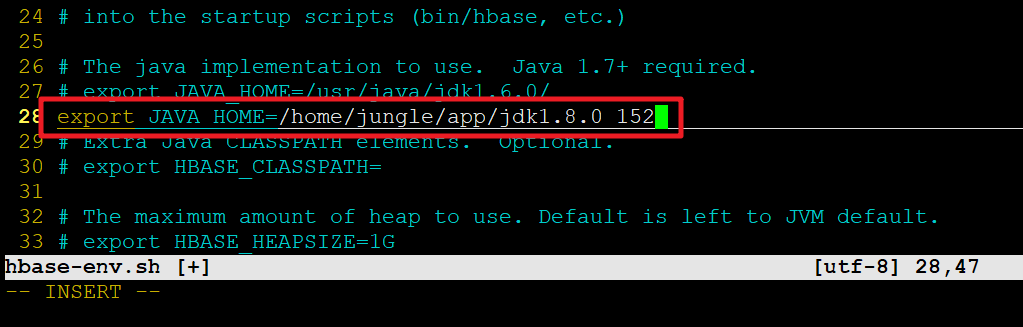 24 # into the startup scripts (bin/hbase, etc.)
25
26 # The java implementation to use.  Java 1.7+ required.
27 # export JAVA_HOME=/usr/java/jdk1.6.0/
28 export JAVA_HOME=/home/jungle/app/jdk1.8.0_152
29 # Extra Java CLASSPATH elements.  Optional.
30 # export HBASE_CLASSPATH=
31
32 # The maximum amount of heap to use. Default is left to JVM default.
33 # export HBASE_HEAPSIZE=1G
hbase-env.sh [+] [utf-8] 28,47
-- INSERT --